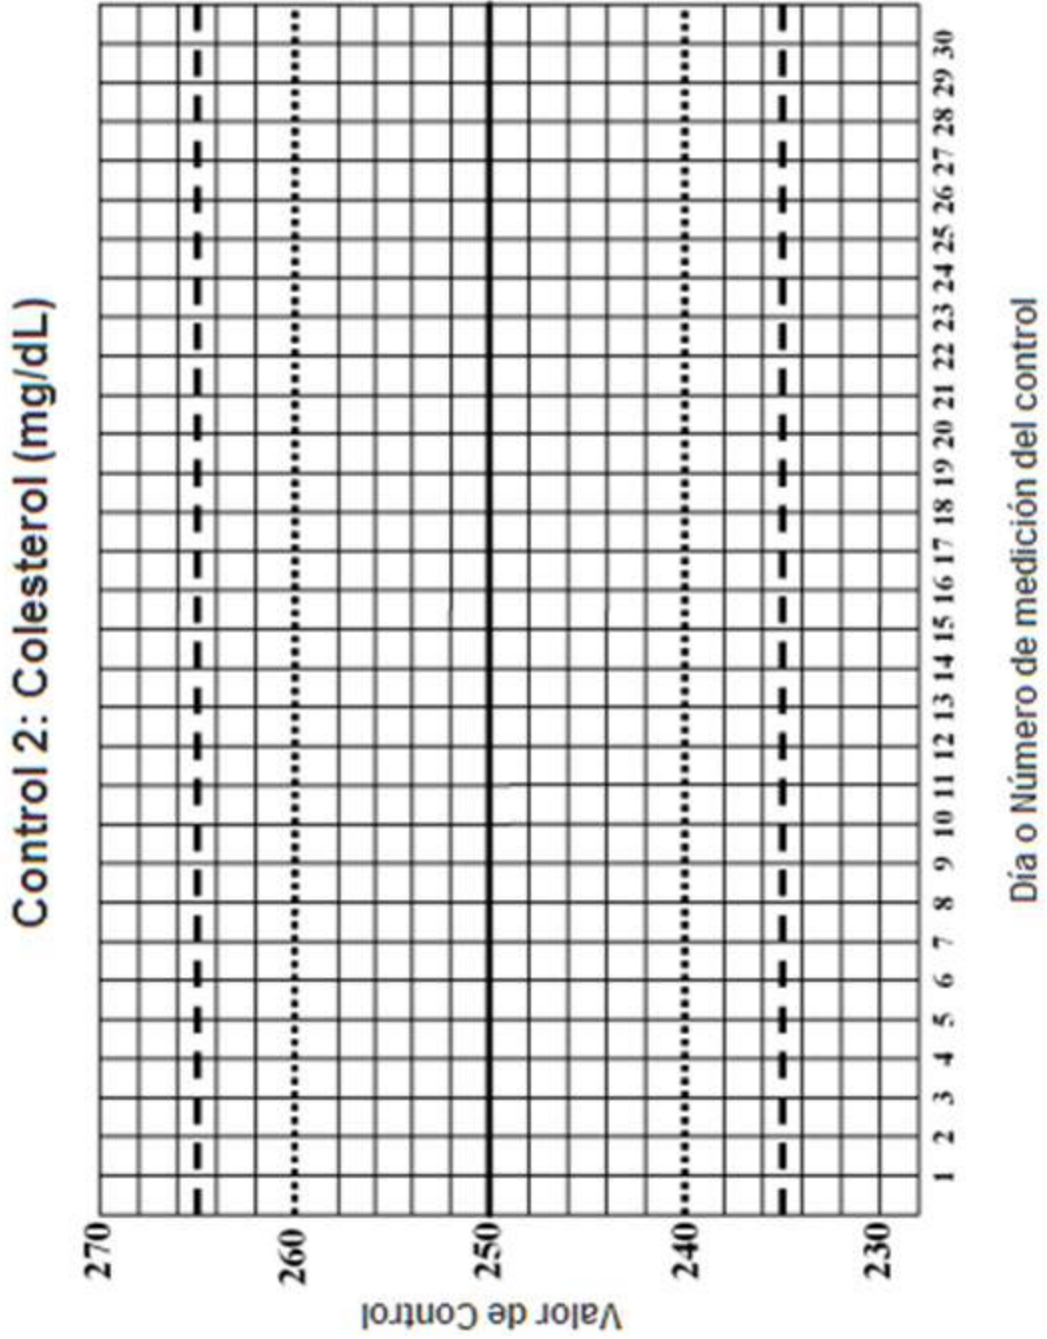 Control 2: Colesterol (mg/dL)
270
260
250
240
230
Valor de Control
1 2 3 4 5 6 7 8 9 10 11 12 13 14 15 16 17 18 19 20 21 22 23 24 25 26 27 28 29 30
Día o Número de medición del control